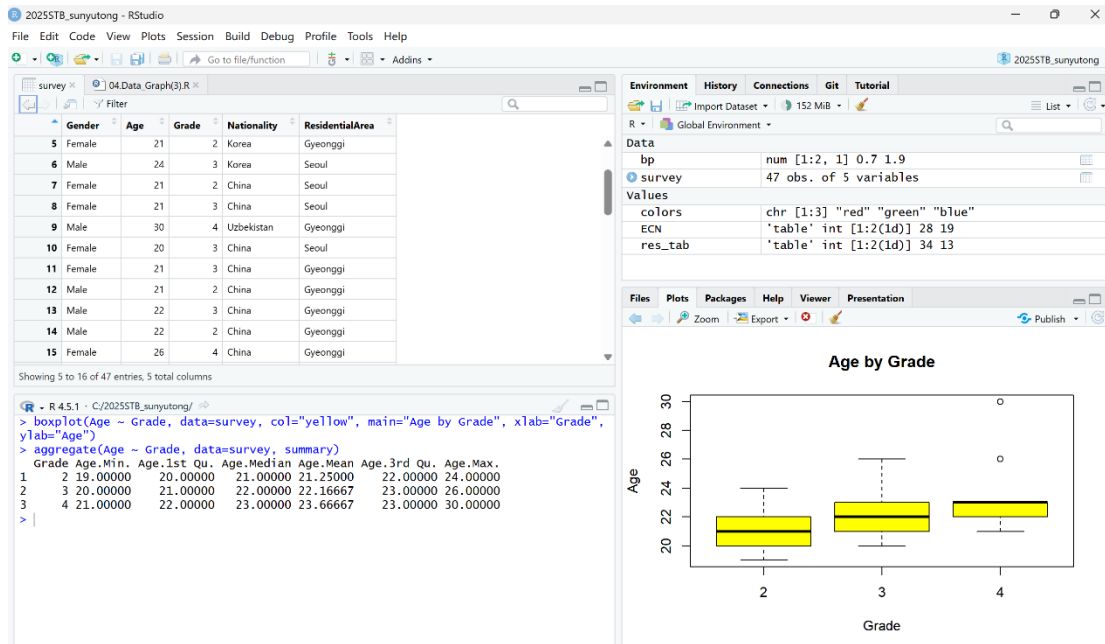 2025STB_sunyutong - RStudio
File Edit Code View Plots Session Build Debug Profile Tools Help
Go to file/function Addins 2025STB_sunyutong
survey 04.Data_Graph(3).R
Filter
Gender Age Grade Nationality ResidentialArea
5 Female 21 2 Korea Gyeonggi
6 Male 24 3 Korea Seoul
7 Female 21 2 China Seoul
8 Female 21 3 China Seoul
9 Male 30 4 Uzbekistan Gyeonggi
10 Female 20 3 China Seoul
11 Female 21 3 China Gyeonggi
12 Male 21 2 China Gyeonggi
13 Male 22 3 China Gyeonggi
14 Male 22 2 China Gyeonggi
15 Female 26 4 China Gyeonggi
Showing 5 to 16 of 47 entries, 5 total columns
R 4.5.1 · C:/2025STB_sunyutong/
> boxplot(Age ~ Grade, data=survey, col="yellow", main="Age by Grade", xlab="Grade",
ylab="Age")
> aggregate(Age ~ Grade, data=survey, summary)
Grade Age.Min. Age.1st Qu. Age.Median Age.Mean Age.3rd Qu. Age.Max.
1 2 19.00000 20.00000 21.00000 21.25000 22.00000 24.00000
2 3 20.00000 21.00000 22.00000 22.16667 23.00000 26.00000
3 4 21.00000 22.00000 23.00000 23.66667 23.00000 30.00000
>
Environment History Connections Git Tutorial
Import Dataset 152 MiB List
R Global Environment
Data
bp num [1:2, 1] 0.7 1.9
survey 47 obs. of 5 variables
Values
colors chr [1:3] "red" "green" "blue"
ECN 'table' int [1:2(1d)] 28 19
res_tab 'table' int [1:2(1d)] 34 13
Files Plots Packages Help Viewer Presentation
Zoom Export Publish
Age by Grade
30
28
26
24
22
20
Age
2 3 4
Grade